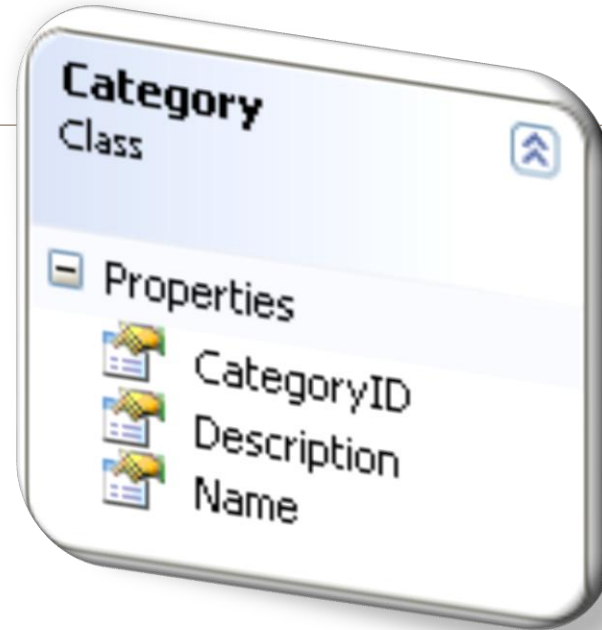 Category
Class
Properties
CategoryID
Description
Name